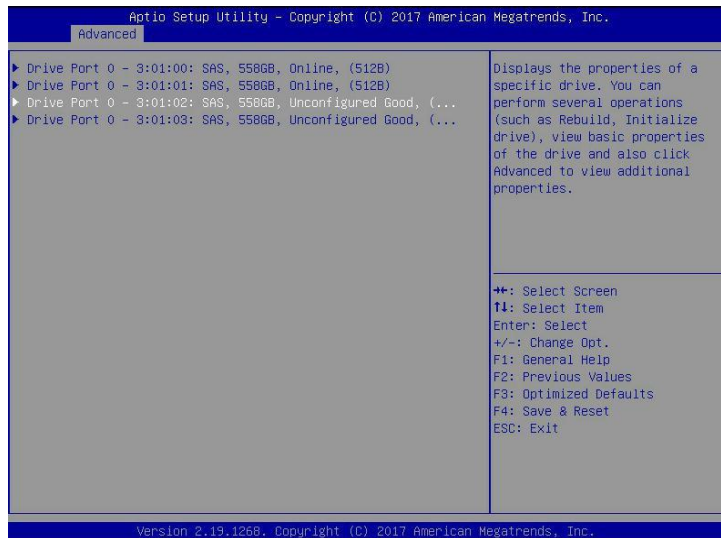 Aptio Setup Utility – Copyright (C) 2017 American Megatrends, Inc.
Advanced
▶ Drive Port 0 – 3:01:00: SAS, 558GB, Online, (512B)
▶ Drive Port 0 – 3:01:01: SAS, 558GB, Online, (512B)
▶ Drive Port 0 – 3:01:02: SAS, 558GB, Unconfigured Good, (...
▶ Drive Port 0 – 3:01:03: SAS, 558GB, Unconfigured Good, (...
Displays the properties of a
specific drive. You can
perform several operations
(such as Rebuild, Initialize
drive), view basic properties
of the drive and also click
Advanced to view additional
properties.
→←: Select Screen
↑↓: Select Item
Enter: Select
+/-: Change Opt.
F1: General Help
F2: Previous Values
F3: Optimized Defaults
F4: Save & Reset
ESC: Exit
Version 2.19.1268. Copyright (C) 2017 American Megatrends, Inc.